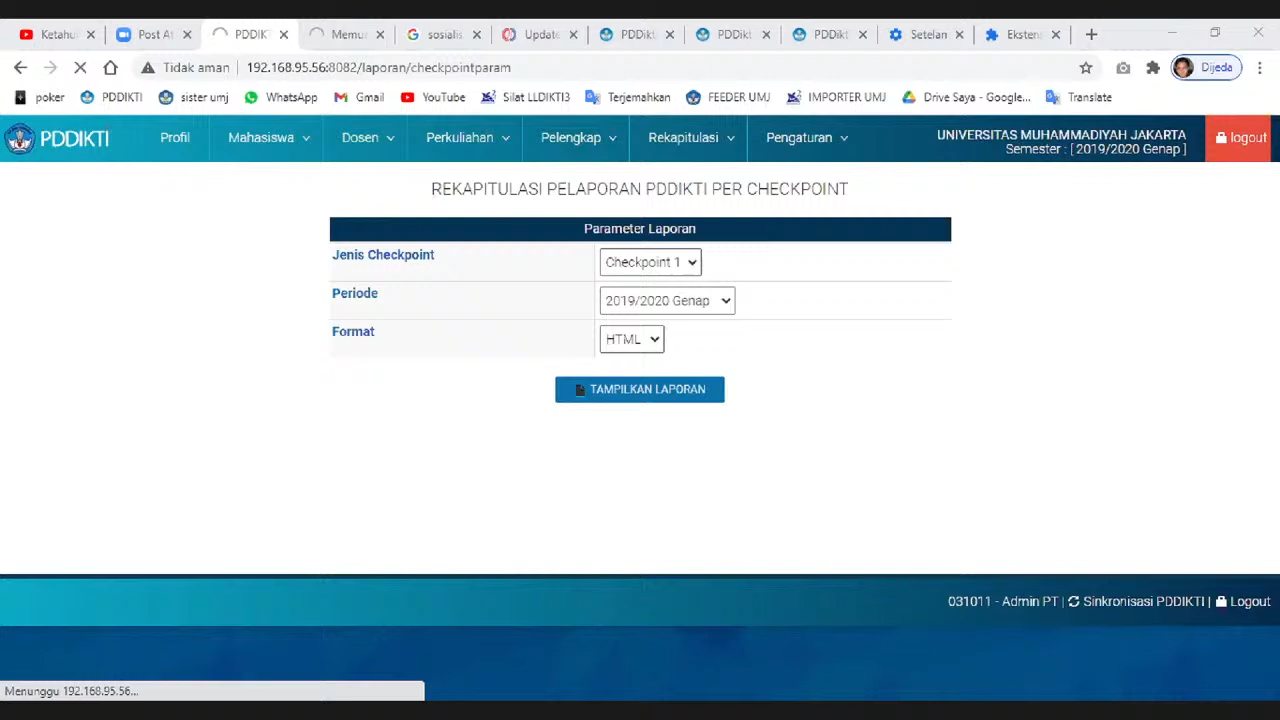 Ketahu
Post At
PDDIKT
Memua
sosialis
Update
PDDikt
PDDikt
PDDikt
Setelan
Eksten
Tidak aman
192.168.95.56:8082/laporan/checkpointparam
Dijeda
poker
PDDIKTI
sister umj
WhatsApp
Gmail
YouTube
Silat LLDIKTI3
Terjemahkan
FEEDER UMJ
IMPORTER UMJ
Drive Saya - Google...
Translate
PDDIKTI
Profil
Mahasiswa
Dosen
Perkuliahan
Pelengkap
Rekapitulasi
Pengaturan
UNIVERSITAS MUHAMMADIYAH JAKARTA
Semester : [ 2019/2020 Genap ]
logout
REKAPITULASI PELAPORAN PDDIKTI PER CHECKPOINT
Parameter Laporan
Jenis Checkpoint
Checkpoint 1
Periode
2019/2020 Genap
Format
HTML
TAMPILKAN LAPORAN
031011 - Admin PT | Sinkronisasi PDDIKTI | Logout
Menunggu 192.168.95.56...